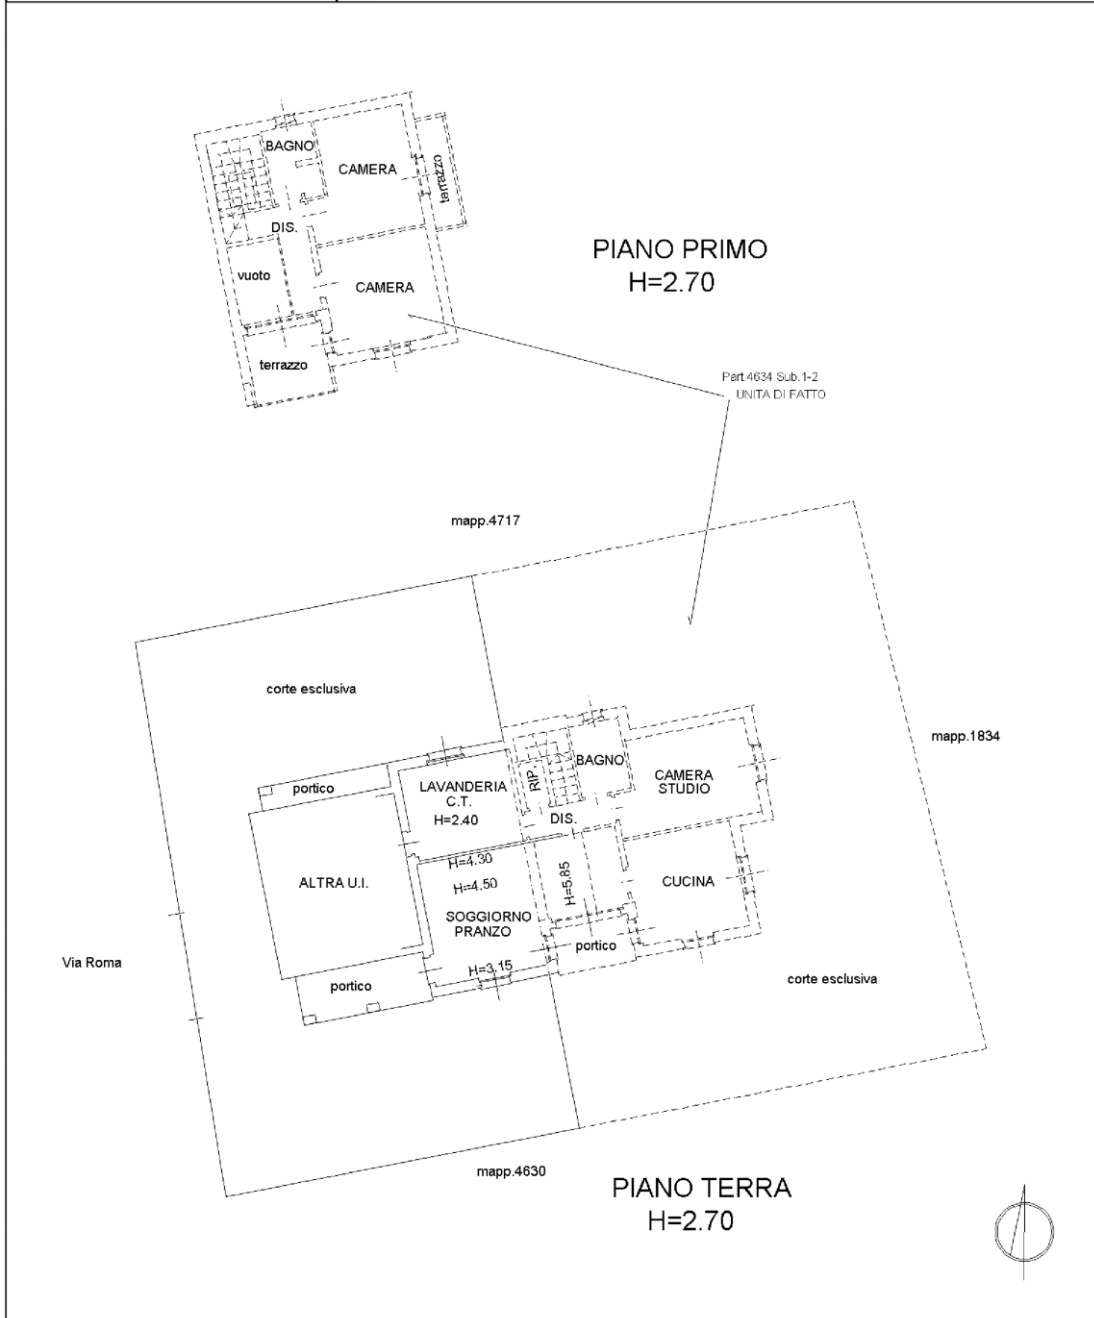 BAGNO
CAMERA
terrazzo
DIS.
PIANO PRIMO
H=2.70
vuoto
CAMERA
terrazzo
Part.4634 Sub.1-2
UNITA DI FATTO
mapp.4717
corte esclusiva
mapp.1834
BAGNO
CAMERA
STUDIO
RIP
portico
LAVANDERIA
C.T.
H=2.40
DIS.
H=4.30
H=4.50
H=5.85
ALTRA U.I.
CUCINA
SOGGIORNO
PRANZO
portico
Via Roma
H=3.15
portico
corte esclusiva
mapp.4630
PIANO TERRA
H=2.70